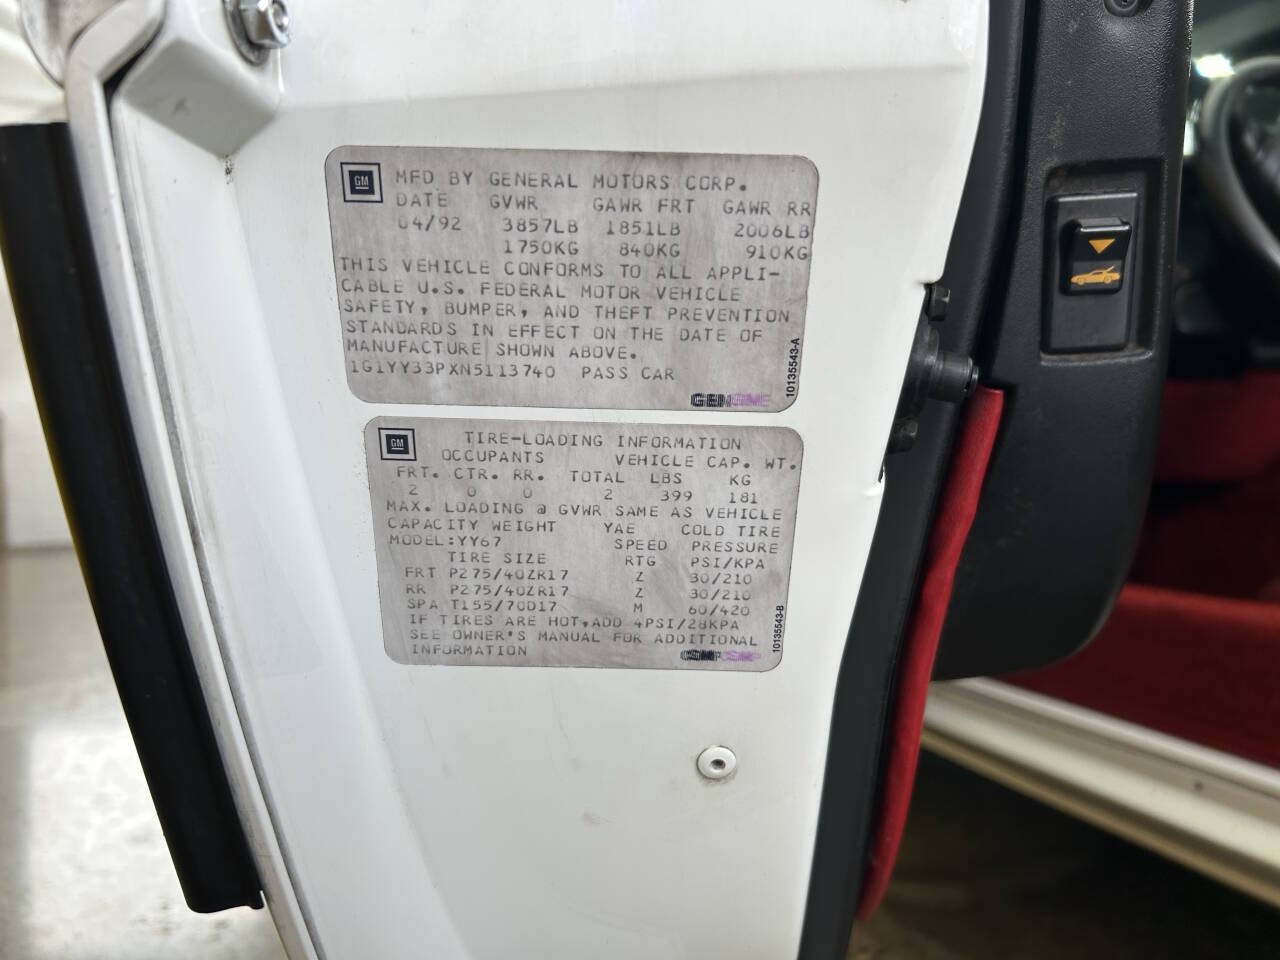 GM
MFD BY GENERAL MOTORS CORP.
DATE GVWR GAWR FRT GAWR RR
04/92 3857LB 1851LB 2006LB
1750KG 840KG 910KG
THIS VEHICLE CONFORMS TO ALL APPLI-
CABLE U.S. FEDERAL MOTOR VEHICLE
SAFETY, BUMPER, AND THEFT PREVENTION
STANDARDS IN EFFECT ON THE DATE OF
MANUFACTURE SHOWN ABOVE.
1G1YY33PXN5113740 PASS CAR
10135543-A
GM
TIRE-LOADING INFORMATION
OCCUPANTS VEHICLE CAP. WT.
FRT. CTR. RR. TOTAL LBS KG
2 0 0 2 399 181
MAX. LOADING @ GVWR SAME AS VEHICLE
CAPACITY WEIGHT YAE COLD TIRE
MODEL:YY67 SPEED PRESSURE
TIRE SIZE RTG PSI/KPA
FRT P275/40ZR17 Z 30/210
RR P275/40ZR17 Z 30/210
SPA T155/70D17 M 60/420
IF TIRES ARE HOT,ADD 4PSI/28KPA
SEE OWNER'S MANUAL FOR ADDITIONAL
INFORMATION
10135543-B